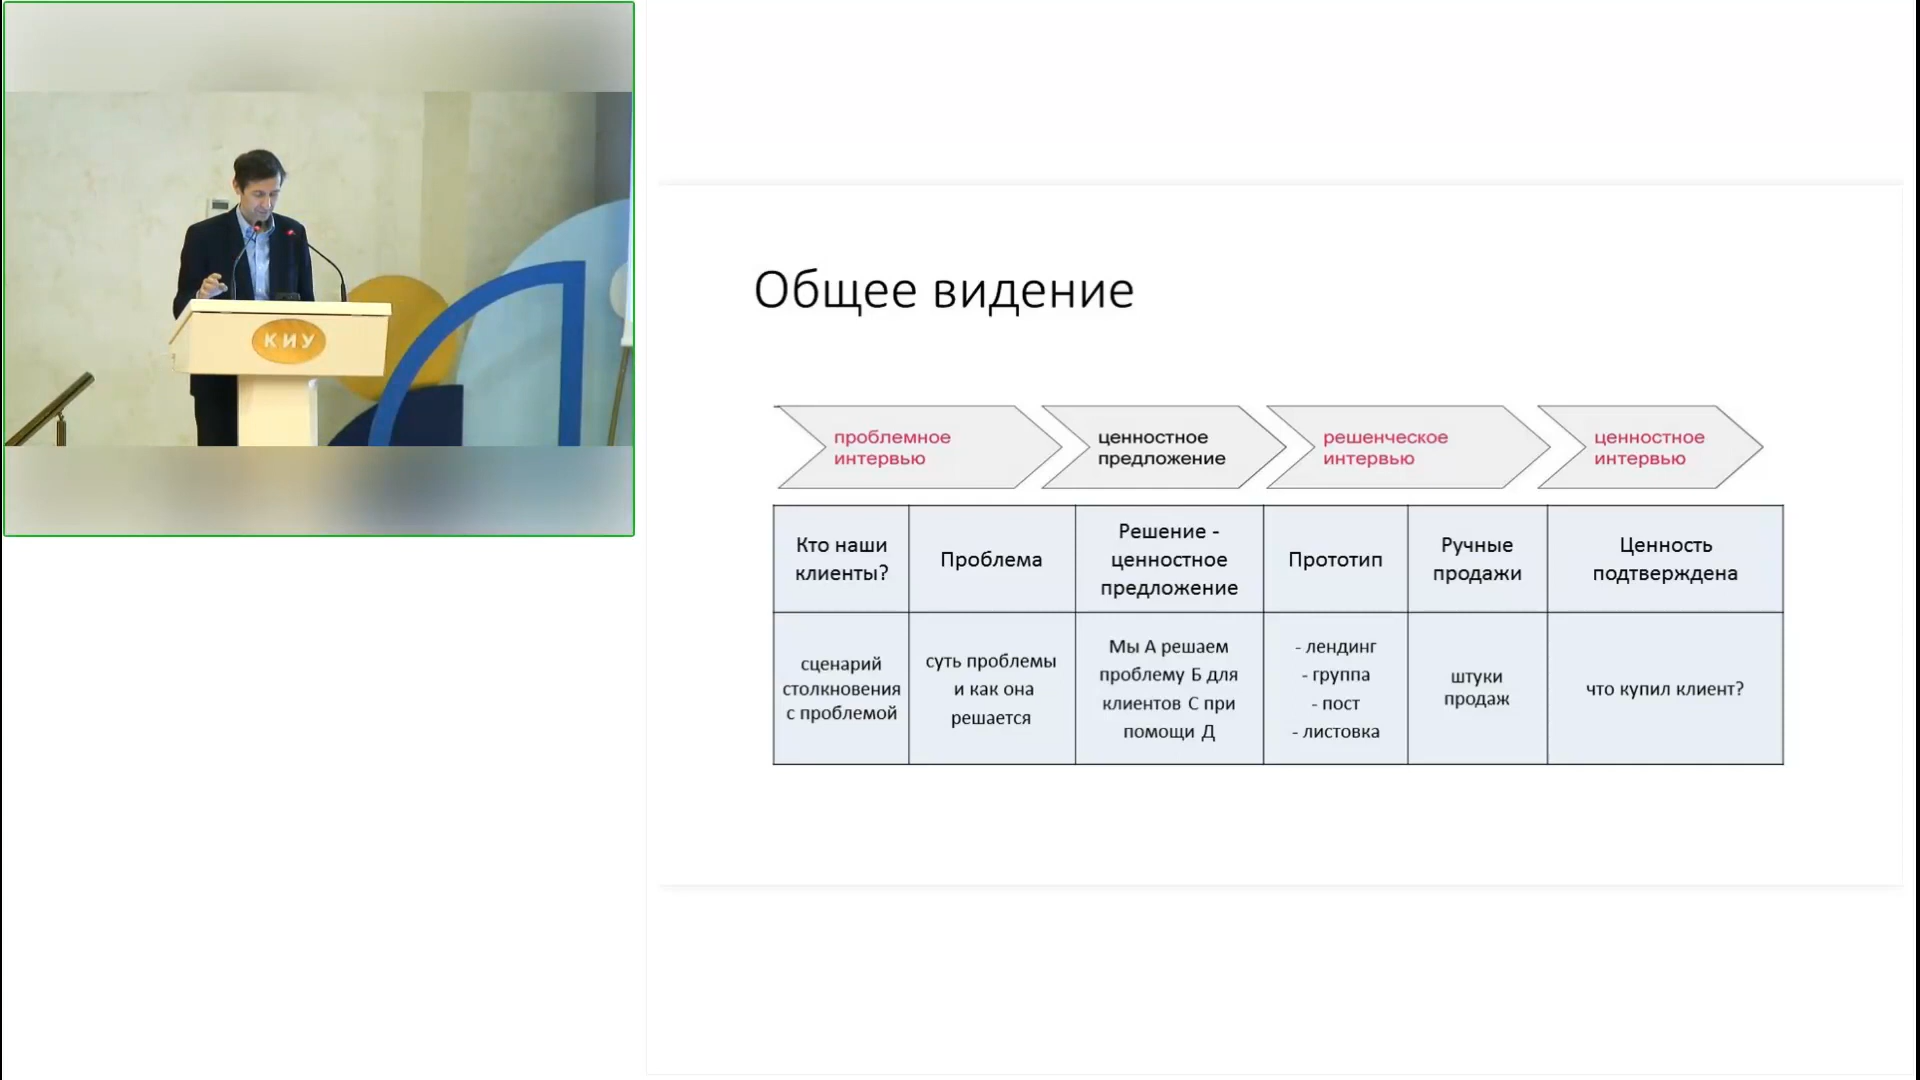 КИУ
Общее видение
проблемное
интервью
ценностное
предложение
решенческое
интервью
ценностное
интервью
Кто наши
клиенты?
Проблема
Решение -
ценностное
предложение
Прототип
Ручные
продажи
Ценность
подтверждена
сценарий
столкновения
с проблемой
суть проблемы
и как она
решается
Мы А решаем
проблему Б для
клиентов С при
помощи Д
- лендинг
- группа
- пост
- листовка
штуки
продаж
что купил клиент?